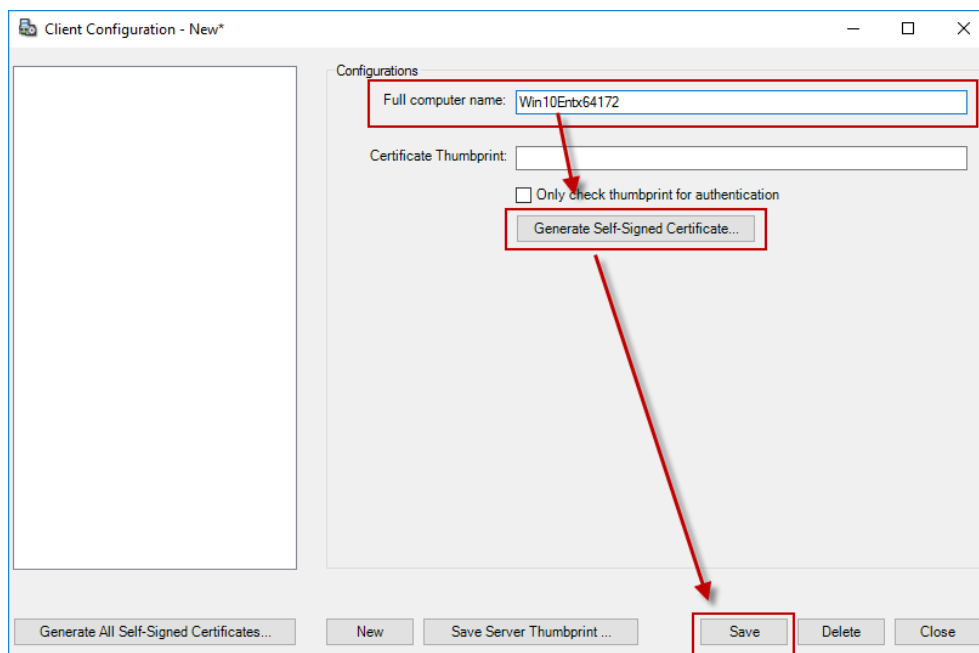 Client Configuration - New*
Configurations
Full computer name: Win10Entx64172
Certificate Thumbprint:
Only check thumbprint for authentication
Generate Self-Signed Certificate...
Generate All Self-Signed Certificates... New Save Server Thumbprint ... Save Delete Close